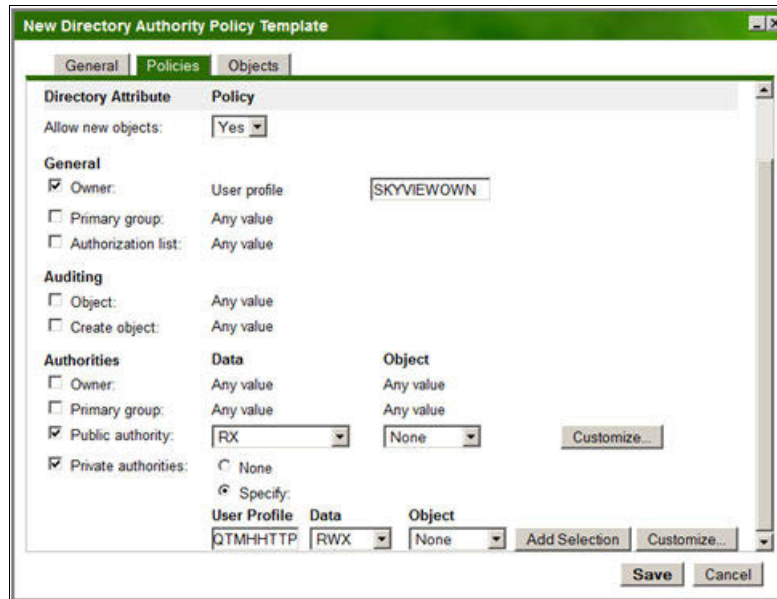 New Directory Authority Policy Template
General Policies Objects
Directory Attribute Policy
Allow new objects: Yes
General
Owner: User profile SKYVIEWOWN
Primary group: Any value
Authorization list: Any value
Auditing
Object: Any value
Create object: Any value
Authorities Data Object
Owner: Any value Any value
Primary group: Any value Any value
Public authority: RX None Customize...
Private authorities: None
Specify:
User Profile Data Object
QTMHHTTP RWX None Add Selection Customize...
Save Cancel